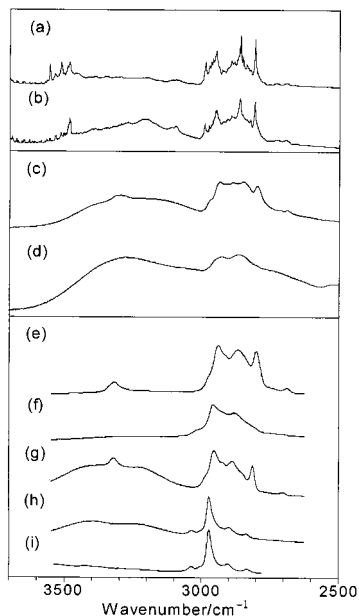 (a)
(b)
(c)
(d)
(e)
(f)
(g)
(h)
(i)
3500 3000 2500
Wavenumber/cm⁻¹